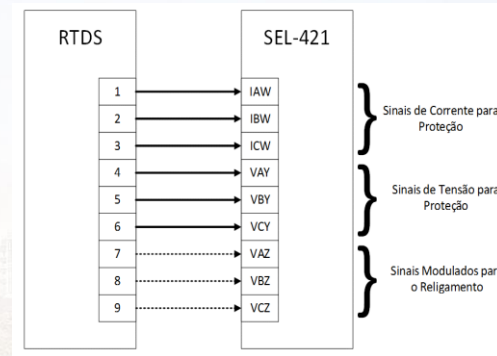 RTDS
SEL-421
1
IAW
2
IBW
3
ICW
Sinais de Corrente para
Proteção
4
VAY
5
VBY
6
VCY
Sinais de Tensão para
Proteção
7
VAZ
8
VBZ
9
VCZ
Sinais Modulados par
o Religamento